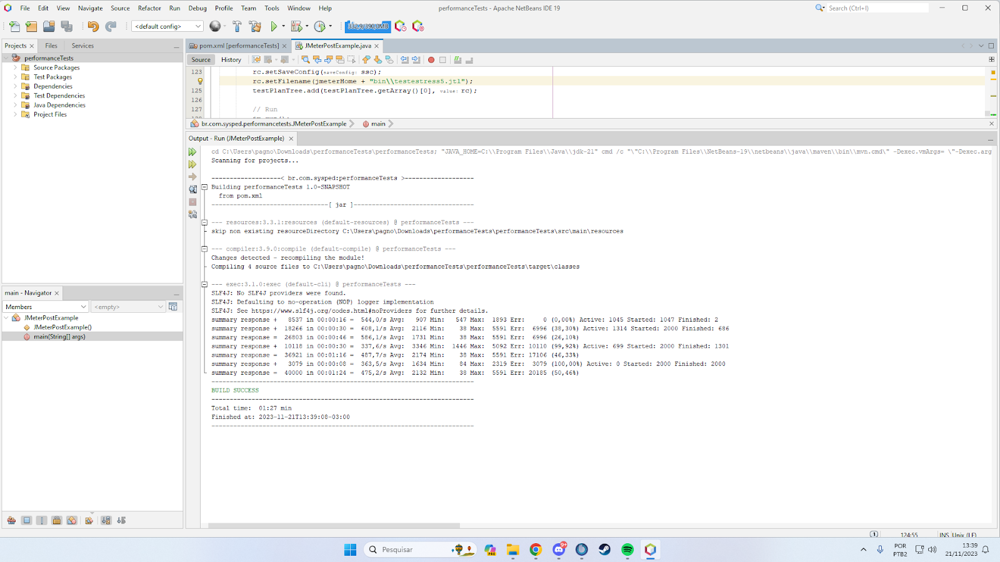 File Edit View Navigate Source Refactor Run Debug Profile Team Tools Window Help
performanceTests - Apache NetBeans IDE 19
Search (Ctrl+I)
<default config>
332,9/390,0MB
Projects
Files
Services
pom.xml [performanceTests]
JMeterPostExample.java
performanceTests
Source Packages
Test Packages
Dependencies
Test Dependencies
Java Dependencies
Project Files
Source
History
123 rc.setSaveConfig(saveConfig: ssc);
rc.setFilename(jmeterHome + "bin\\testestress5.jtl");
125 testPlanTree.add(testPlanTree.getArray()[0], value: rc);
126
127 // Run
br.com.sysped.performancetests.JMeterPostExample
main
Output - Run (JMeterPostExample)
cd C:\Users\pagno\Downloads\performanceTests\performanceTests; "JAVA_HOME=C:\\Program Files\\Java\\jdk-21" cmd /c "\"C:\\Program Files\\NetBeans-19\\netbeans\\java\\maven\\bin\\mvn.cmd\" -Dexec.vmArgs= \"-Dexec.arg
Scanning for projects...
-------------------< br.com.sysped:performanceTests >-------------------
Building performanceTests 1.0-SNAPSHOT
from pom.xml
--------------------------------[ jar ]---------------------------------
--- resources:3.3.1:resources (default-resources) @ performanceTests ---
skip non existing resourceDirectory C:\Users\pagno\Downloads\performanceTests\performanceTests\src\main\resources
--- compiler:3.9.0:compile (default-compile) @ performanceTests ---
Changes detected - recompiling the module!
Compiling 4 source files to C:\Users\pagno\Downloads\performanceTests\performanceTests\target\classes
--- exec:3.1.0:exec (default-cli) @ performanceTests ---
SLF4J: No SLF4J providers were found.
SLF4J: Defaulting to no-operation (NOP) logger implementation
SLF4J: See https://www.slf4j.org/codes.html#noProviders for further details.
summary response + 8537 in 00:00:16 = 544,0/s Avg: 907 Min: 547 Max: 1893 Err: 0 (0,00%) Active: 1045 Started: 1047 Finished: 2
summary response + 18266 in 00:00:30 = 608,1/s Avg: 2116 Min: 38 Max: 5591 Err: 6996 (38,30%) Active: 1314 Started: 2000 Finished: 686
summary response = 26803 in 00:00:46 = 586,1/s Avg: 1731 Min: 38 Max: 5591 Err: 6996 (26,10%)
summary response + 10118 in 00:00:30 = 337,6/s Avg: 3346 Min: 1446 Max: 5092 Err: 10110 (99,92%) Active: 699 Started: 2000 Finished: 1301
summary response = 36921 in 00:01:16 = 487,7/s Avg: 2174 Min: 38 Max: 5591 Err: 17106 (46,33%)
summary response + 3079 in 00:00:08 = 363,5/s Avg: 1634 Min: 84 Max: 2319 Err: 3079 (100,00%) Active: 0 Started: 2000 Finished: 2000
summary response = 40000 in 00:01:24 = 475,2/s Avg: 2132 Min: 38 Max: 5591 Err: 20185 (50,46%)
------------------------------------------------------------------------
BUILD SUCCESS
------------------------------------------------------------------------
Total time: 01:27 min
Finished at: 2023-11-21T13:39:08-03:00
------------------------------------------------------------------------
main - Navigator
Members
<empty>
JMeterPostExample
JMeterPostExample()
main(String[] args)
1
124:55
INS Unix (LF)
Pesquisar
PRE
9+
POR
PTB2
13:39
21/11/2023